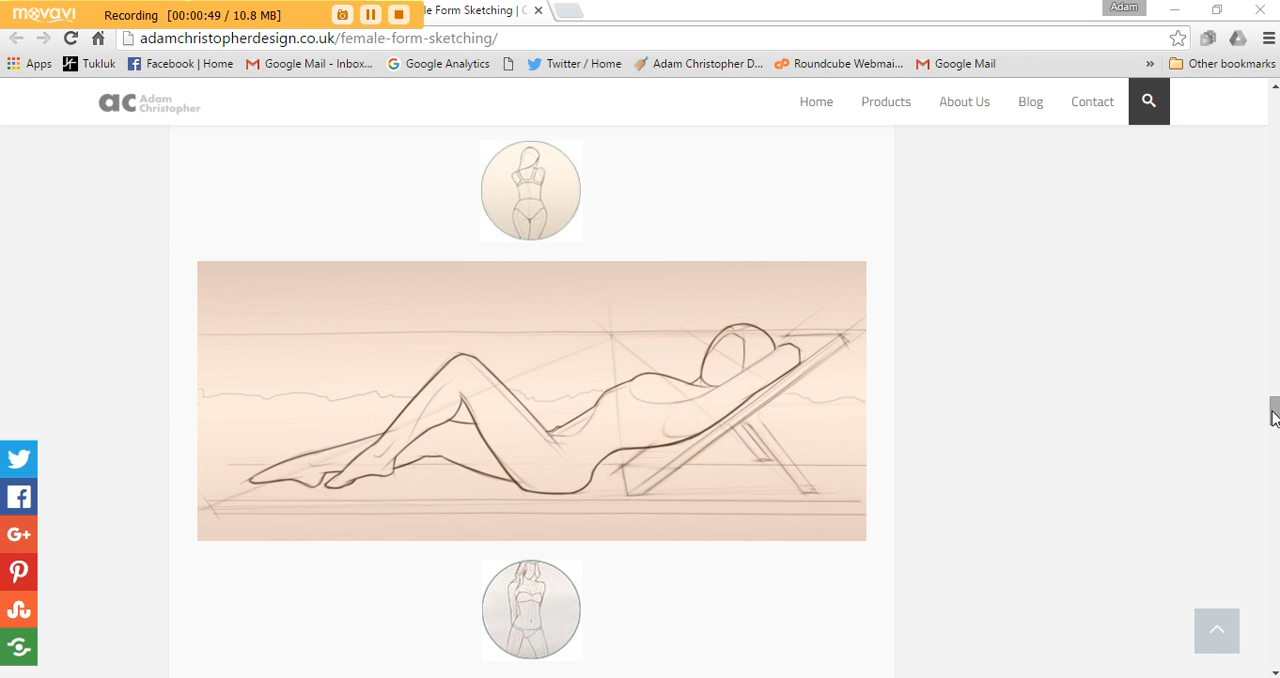 movavi
Recording [00:00:49 / 10.8 MB]
le Form Sketching |
Adam
adamchristopherdesign.co.uk/female-form-sketching/
Apps
Tukluk
Facebook | Home
Google Mail - Inbox...
Google Analytics
Twitter / Home
Adam Christopher D...
Roundcube Webmai...
Google Mail
»
Other bookmarks
ac Adam
Christopher
Home
Products
About Us
Blog
Contact
G+